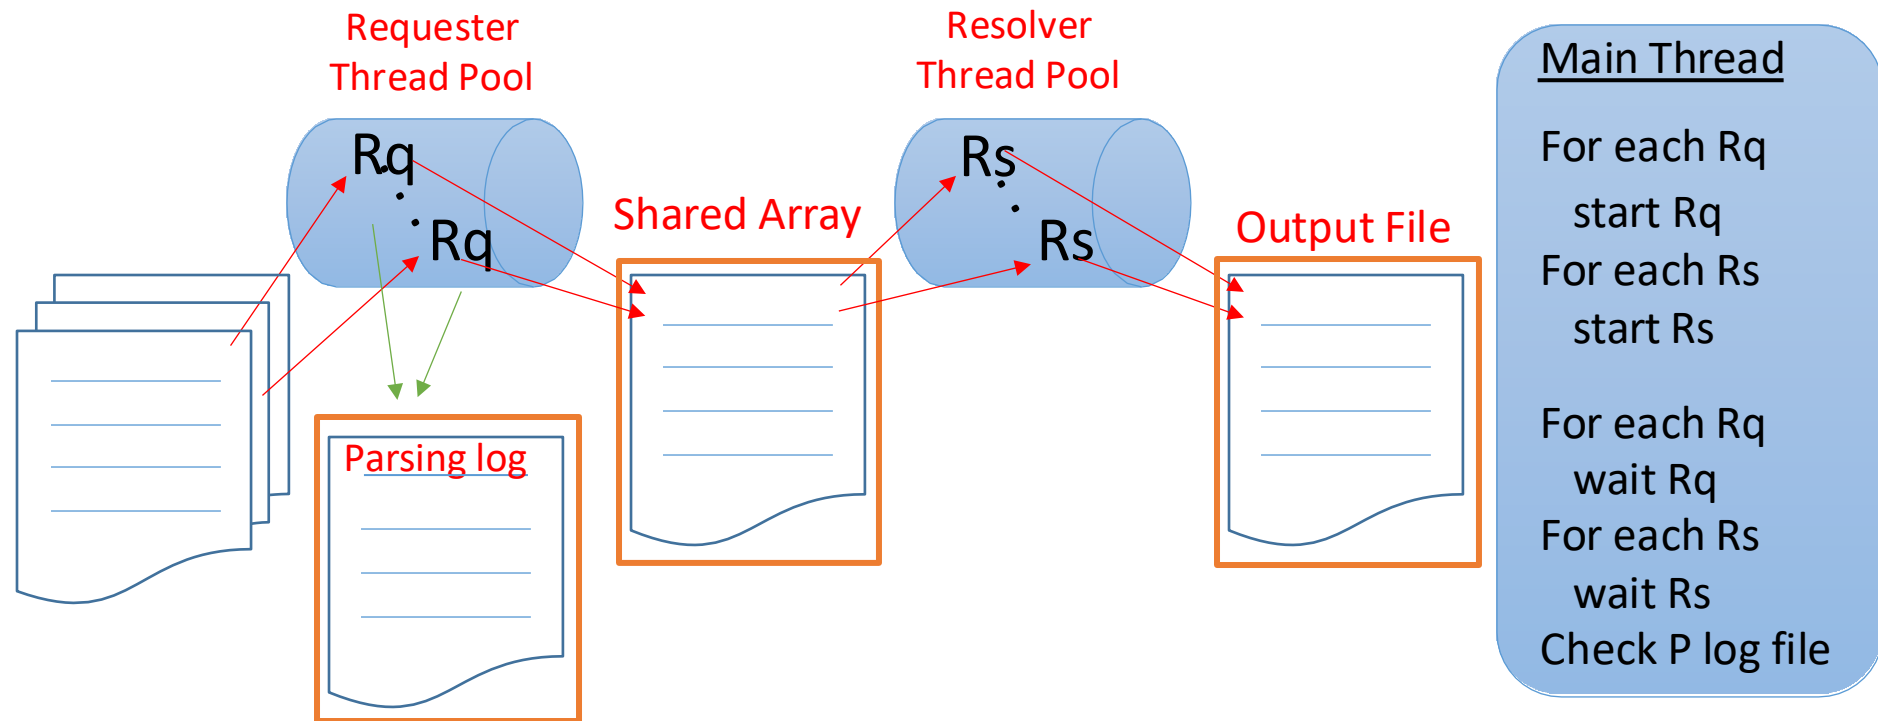 Requester
Thread Pool
Rq
Rq
Parsing log
Shared Array
Resolver
Thread Pool
Rs
Rs
Output File
Main Thread
For each Rq
start Rq
For each Rs
start Rs
For each Rq
wait Rq
For each Rs
wait Rs
Check P log file